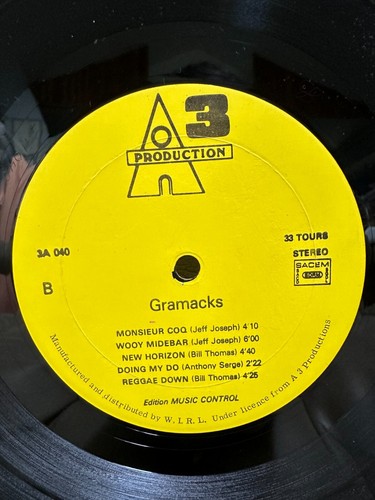 3
PRODUCTION
3A 040
33 TOURS
STEREO
SACEM
B
Gramacks
MONSIEUR COQ (Jeff Joseph) 4'10
WOOY MIDEBAR (Jeff Joseph) 6'00
NEW HORIZON (Bill Thomas) 4'40
DOING MY DO (Anthony Serge) 2'22
REGGAE DOWN (Bill Thomas) 4'25
Edition MUSIC CONTROL
Manufactured and distributed by W.I.R.L. Under licence from A 3 Productions